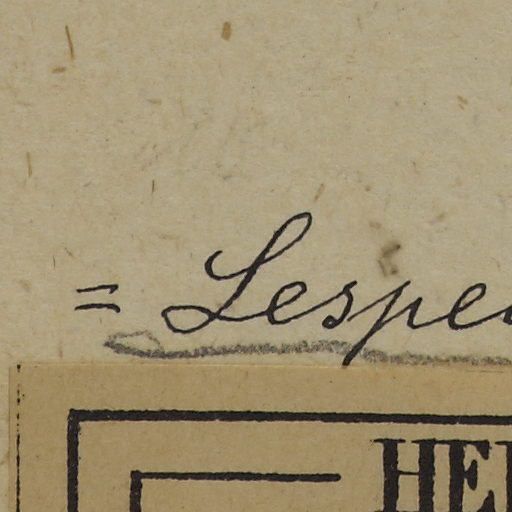 = Lespe
HE